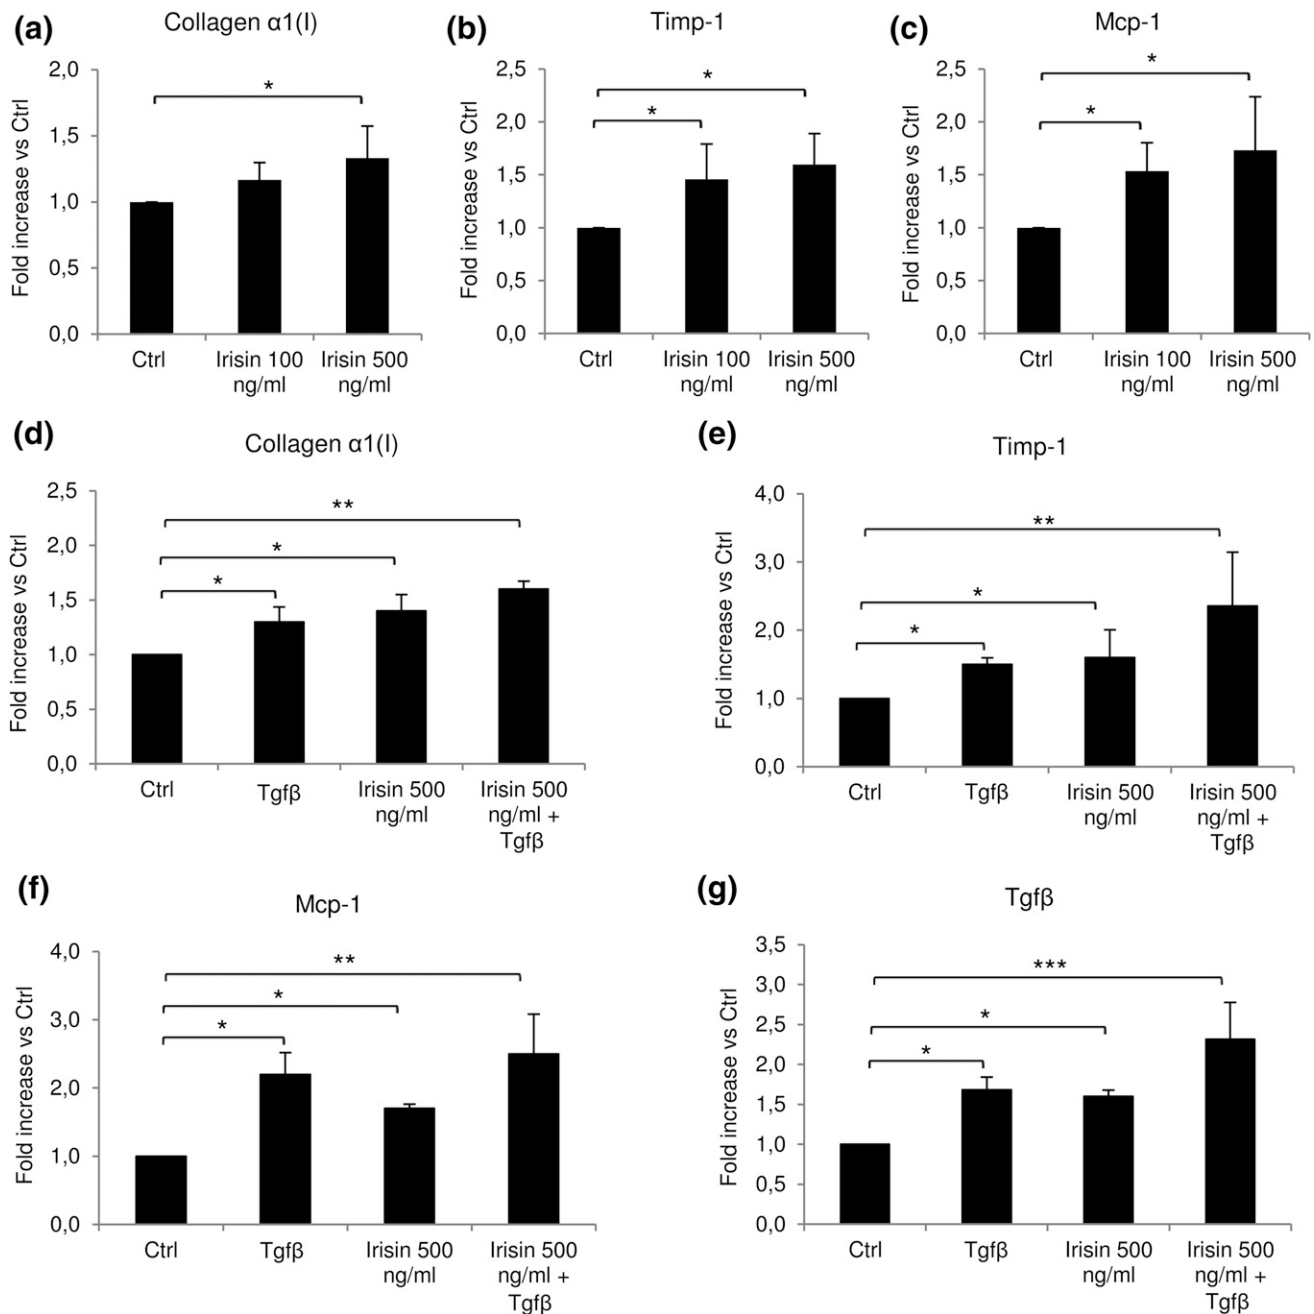 (a)
Collagen α1(I)
Fold increase vs Ctrl
2,0
1,5
1,0
0,5
0,0
*
Ctrl
Irisin 100
ng/ml
Irisin 500
ng/ml
(b)
Timp-1
Fold increase vs Ctrl
2,5
2,0
1,5
1,0
0,5
0,0
*
*
Ctrl
Irisin 100
ng/ml
Irisin 500
ng/ml
(c)
Mcp-1
Fold increase vs Ctrl
2,5
2,0
1,5
1,0
0,5
0,0
*
*
Ctrl
Irisin 100
ng/ml
Irisin 500
ng/ml
(d)
Collagen α1(I)
Fold increase vs Ctrl
2,5
2,0
1,5
1,0
0,5
0,0
**
*
*
Ctrl
Tgfβ
Irisin 500
ng/ml
Irisin 500
ng/ml +
Tgfβ
(e)
Timp-1
Fold increase vs Ctrl
4,0
3,0
2,0
1,0
0,0
**
*
*
Ctrl
Tgfβ
Irisin 500
ng/ml
Irisin 500
ng/ml +
Tgfβ
(f)
Mcp-1
Fold increase vs Ctrl
4,0
3,0
2,0
1,0
0,0
**
*
*
Ctrl
Tgfβ
Irisin 500
ng/ml
Irisin 500
ng/ml +
Tgfβ
(g)
Tgfβ
Fold increase vs Ctrl
3,5
3,0
2,5
2,0
1,5
1,0
0,5
0,0
***
*
*
Ctrl
Tgfβ
Irisin 500
ng/ml
Irisin 500
ng/ml +
Tgfβ